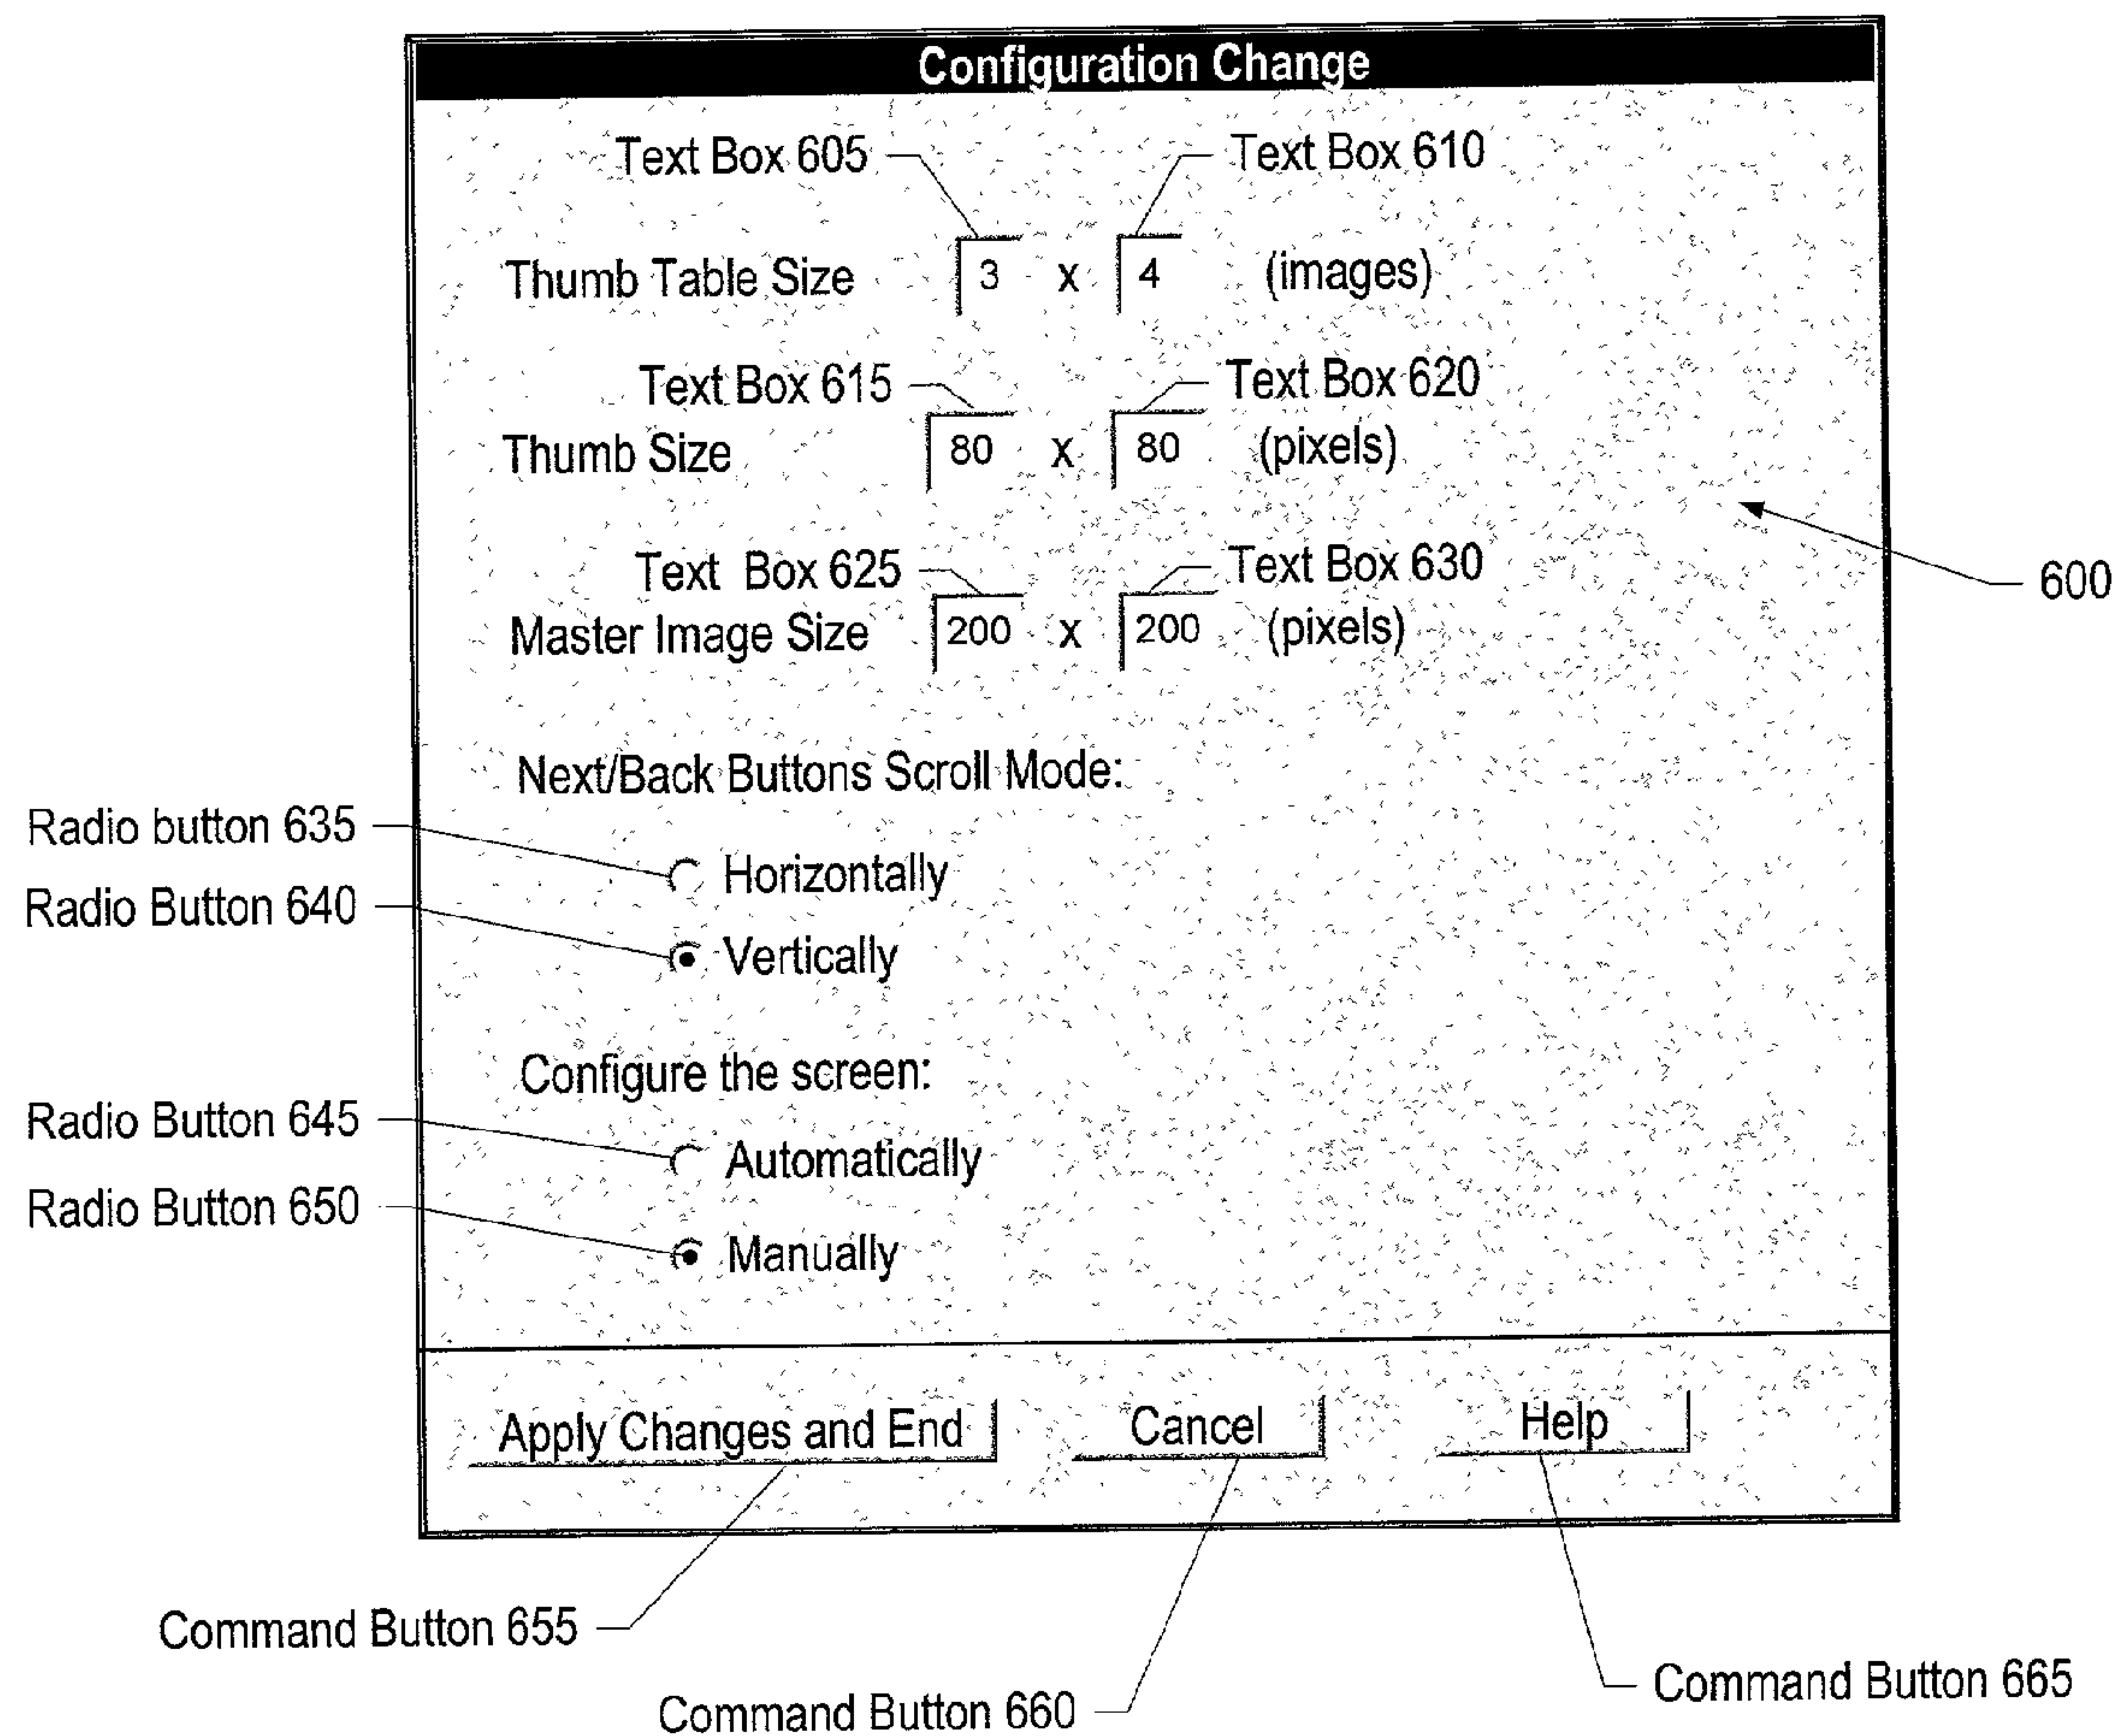 Configuration Change
Text Box 605 Text Box 610
Thumb Table Size 3 x 4 (images)
Text Box 615 Text Box 620
Thumb Size 80 x 80 (pixels)
600
Text Box 625 Text Box 630
Master Image Size 200 x 200 (pixels)
Next/Back Buttons Scroll Mode:
Radio button 635
Horizontally
Radio Button 640
Vertically
Configure the screen:
Radio Button 645
Automatically
Radio Button 650
Manually
Apply Changes and End Cancel Help
Command Button 655
Command Button 660
Command Button 665